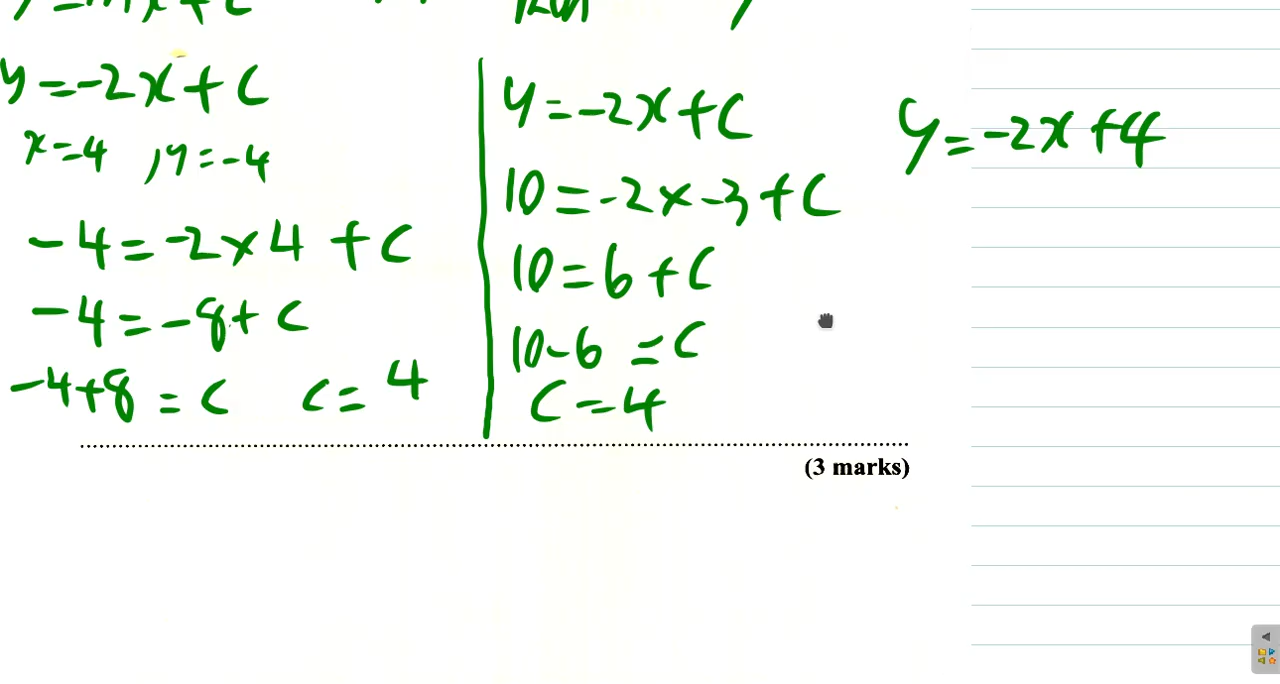 y=mx+c
y=-2x+c
x=4 , y=-4
-4=-2×4+c
-4=-8+c
-4+8=c c=4
y=-2x+c
10=-2×-3+c
10=6+c
10-6=c
c=4
y=-2x+4
(3 marks)